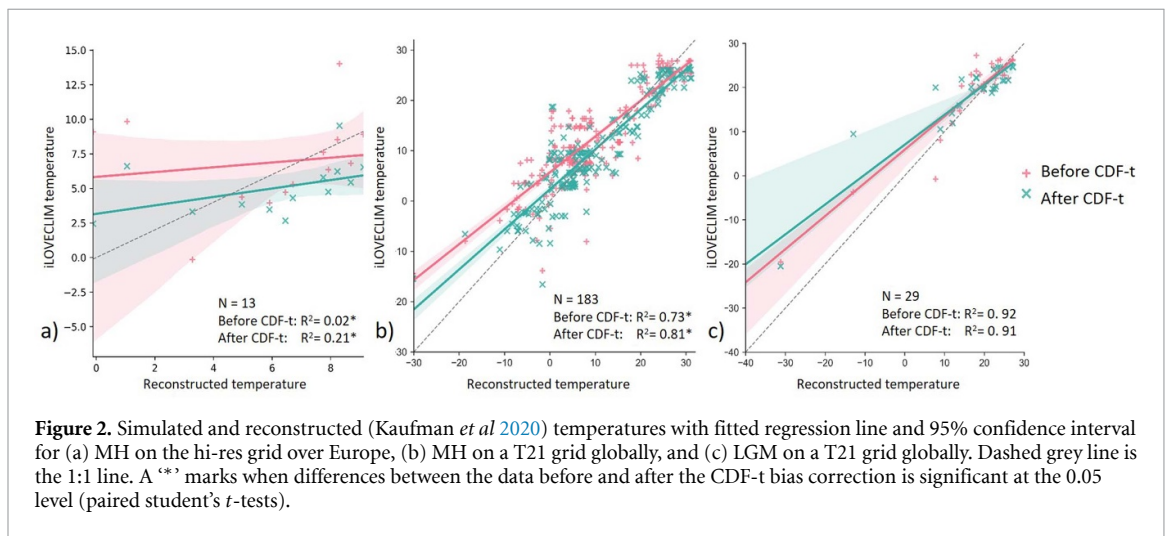 15.0
12.5
10.0
7.5
5.0
2.5
0.0
−2.5
−5.0
iLOVECLIM temperature
0 2 4 6 8
Reconstructed temperature
a)
N = 13
Before CDF-t: R²= 0.02*
After CDF-t: R²= 0.21*
30
20
10
0
10
20
30
iLOVECLIM temperature
−30 −20 −10 0 10 20 30
Reconstructed temperature
b)
N = 183
Before CDF-t: R²= 0.73*
After CDF-t: R²= 0.81*
30
20
10
0
−10
−20
−30
−40
iLOVECLIM temperature
−40 −30 −20 −10 0 10 20 30
Reconstructed temperature
c)
N = 29
Before CDF-t: R²= 0. 92
After CDF-t: R²= 0. 91
Before CDF-t
After CDF-t
Figure 2. Simulated and reconstructed (Kaufman et al 2020) temperatures with fitted regression line and 95% confidence interval
for (a) MH on the hi-res grid over Europe, (b) MH on a T21 grid globally, and (c) LGM on a T21 grid globally. Dashed grey line is
the 1:1 line. A ‘*’ marks when differences between the data before and after the CDF-t bias correction is significant at the 0.05
level (paired student’s t-tests).